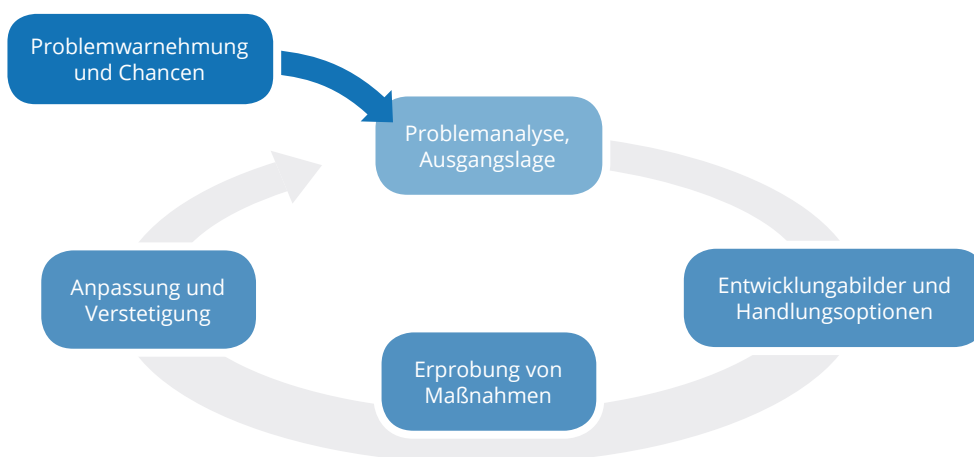 Problemwarnehmung
und Chancen
Problemanalyse,
Ausgangslage
Entwicklungabilder und
Handlungsoptionen
Erprobung von
Maßnahmen
Anpassung und
Verstetigung